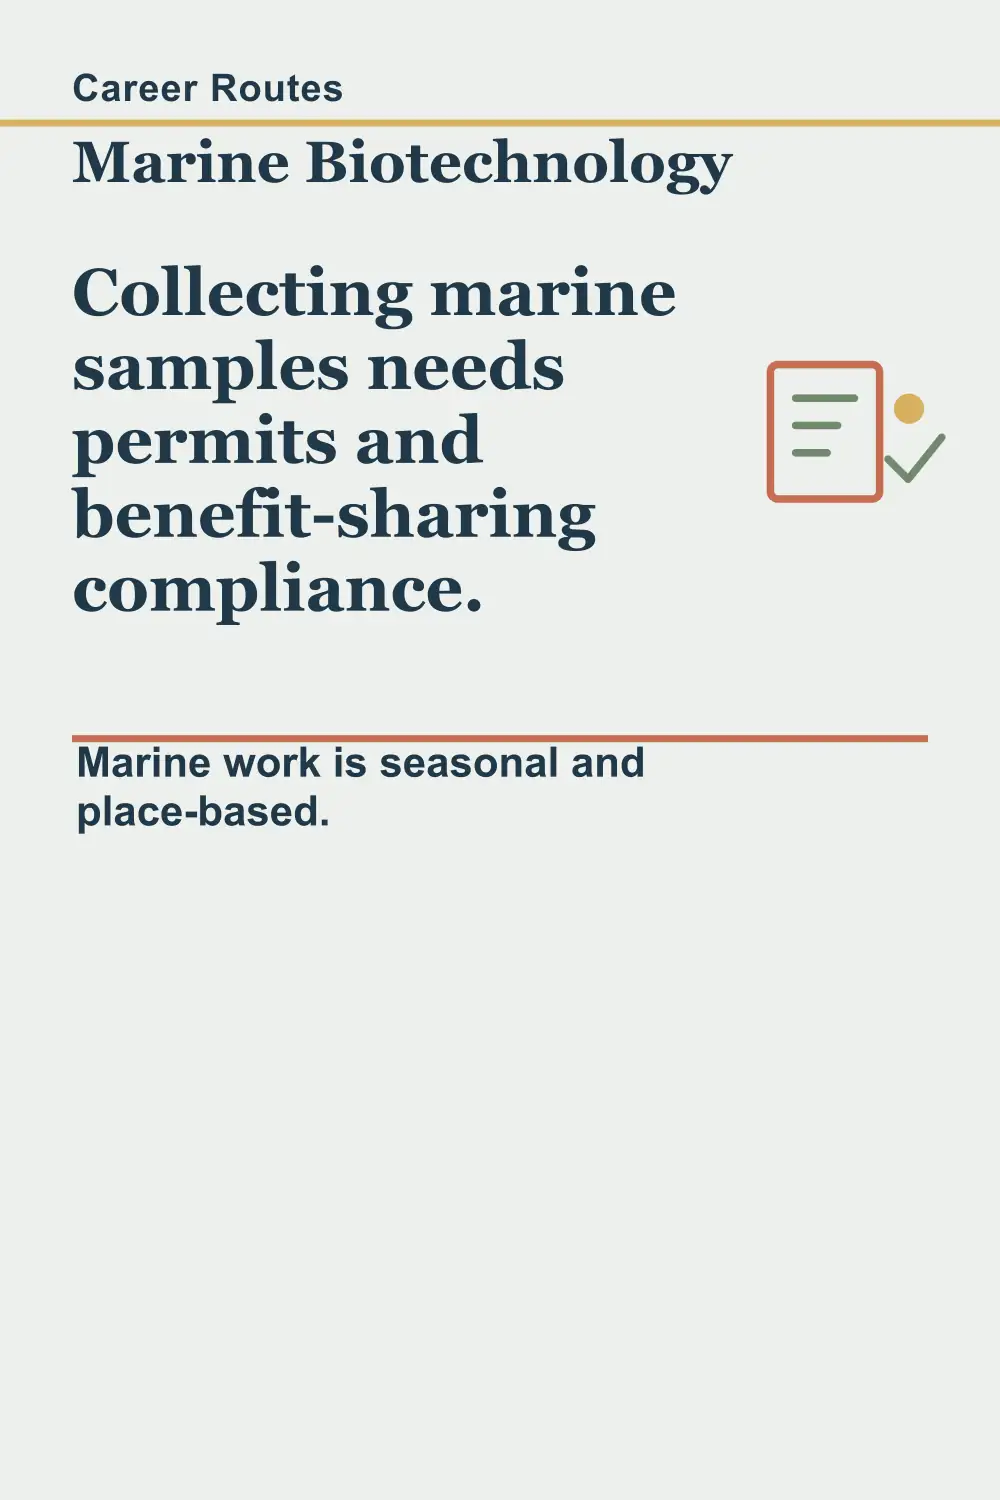 Career Routes
Marine Biotechnology
Collecting marine
samples needs
permits and
benefit-sharing
compliance.
Marine work is seasonal and
place-based.